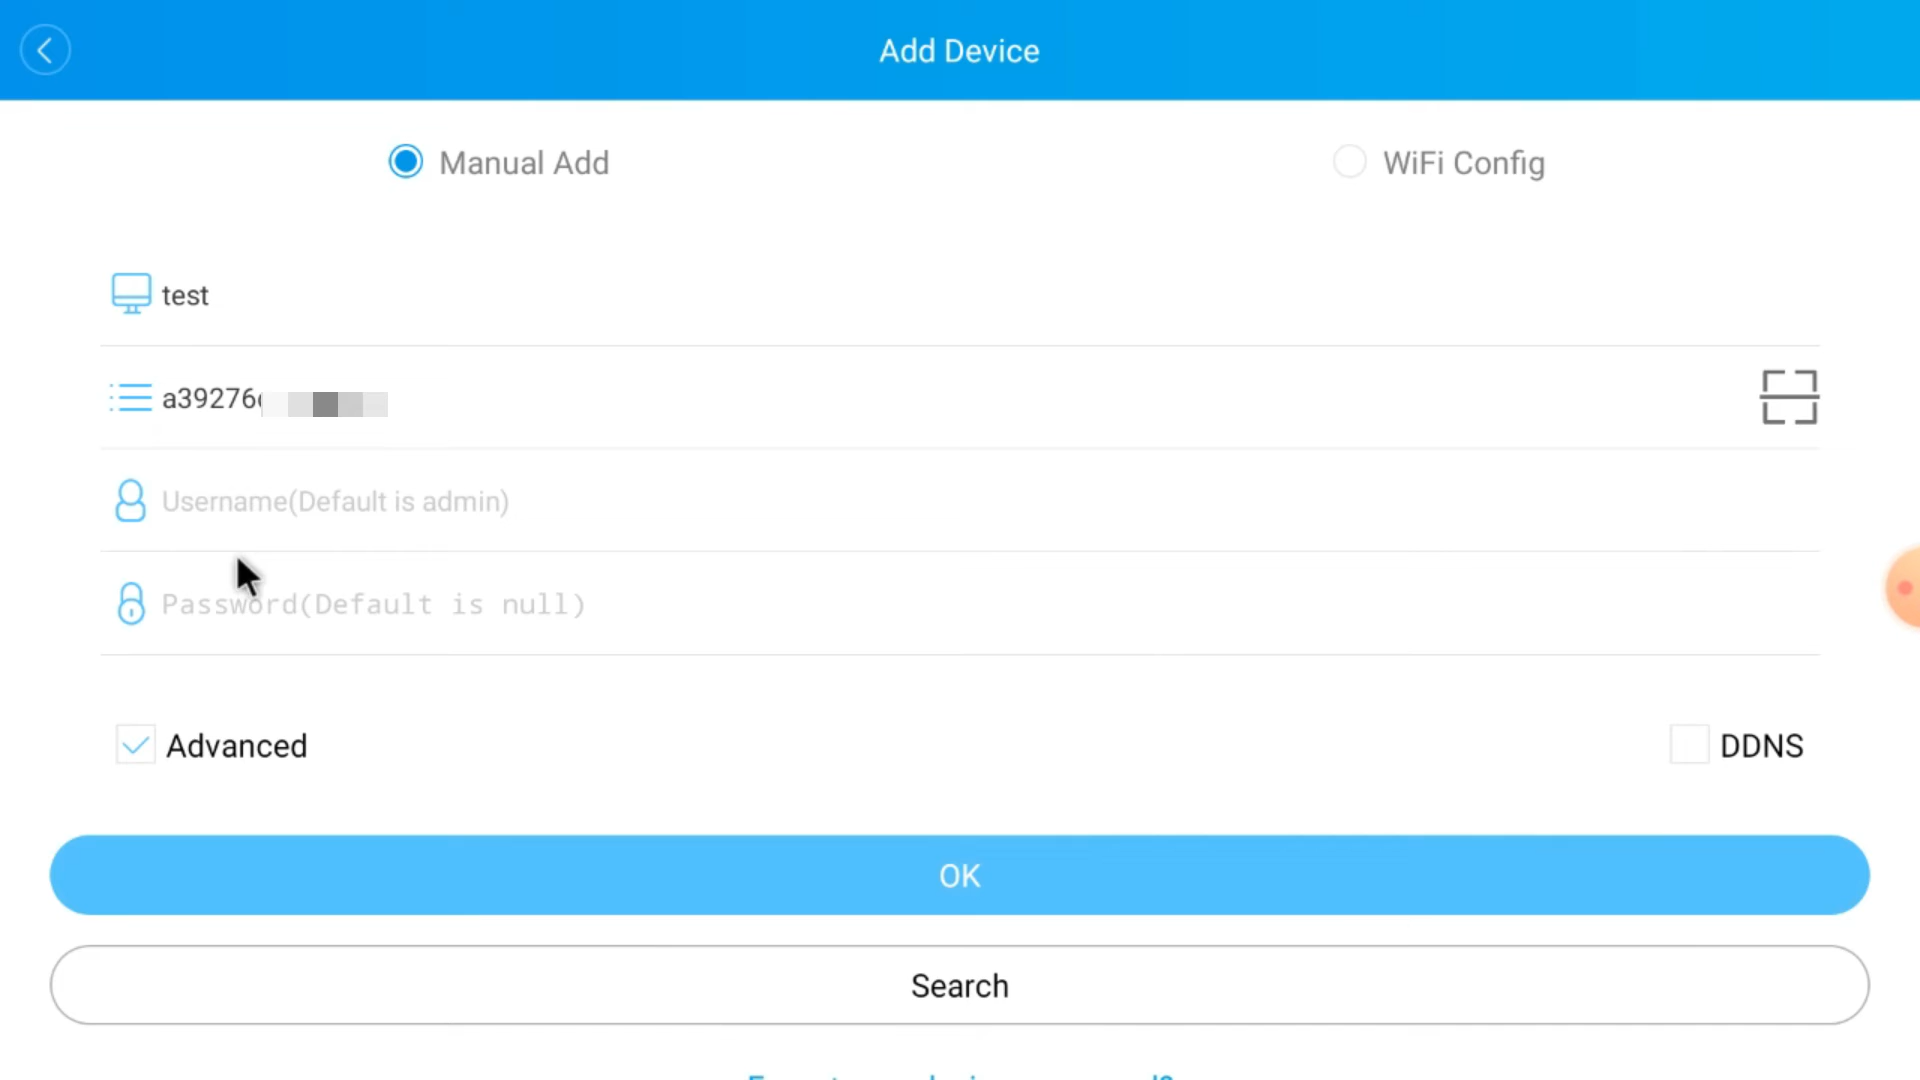 Add Device
Manual Add
WiFi Config
test
a39276
Username(Default is admin)
Password(Default is null)
Advanced
DDNS
OK
Search